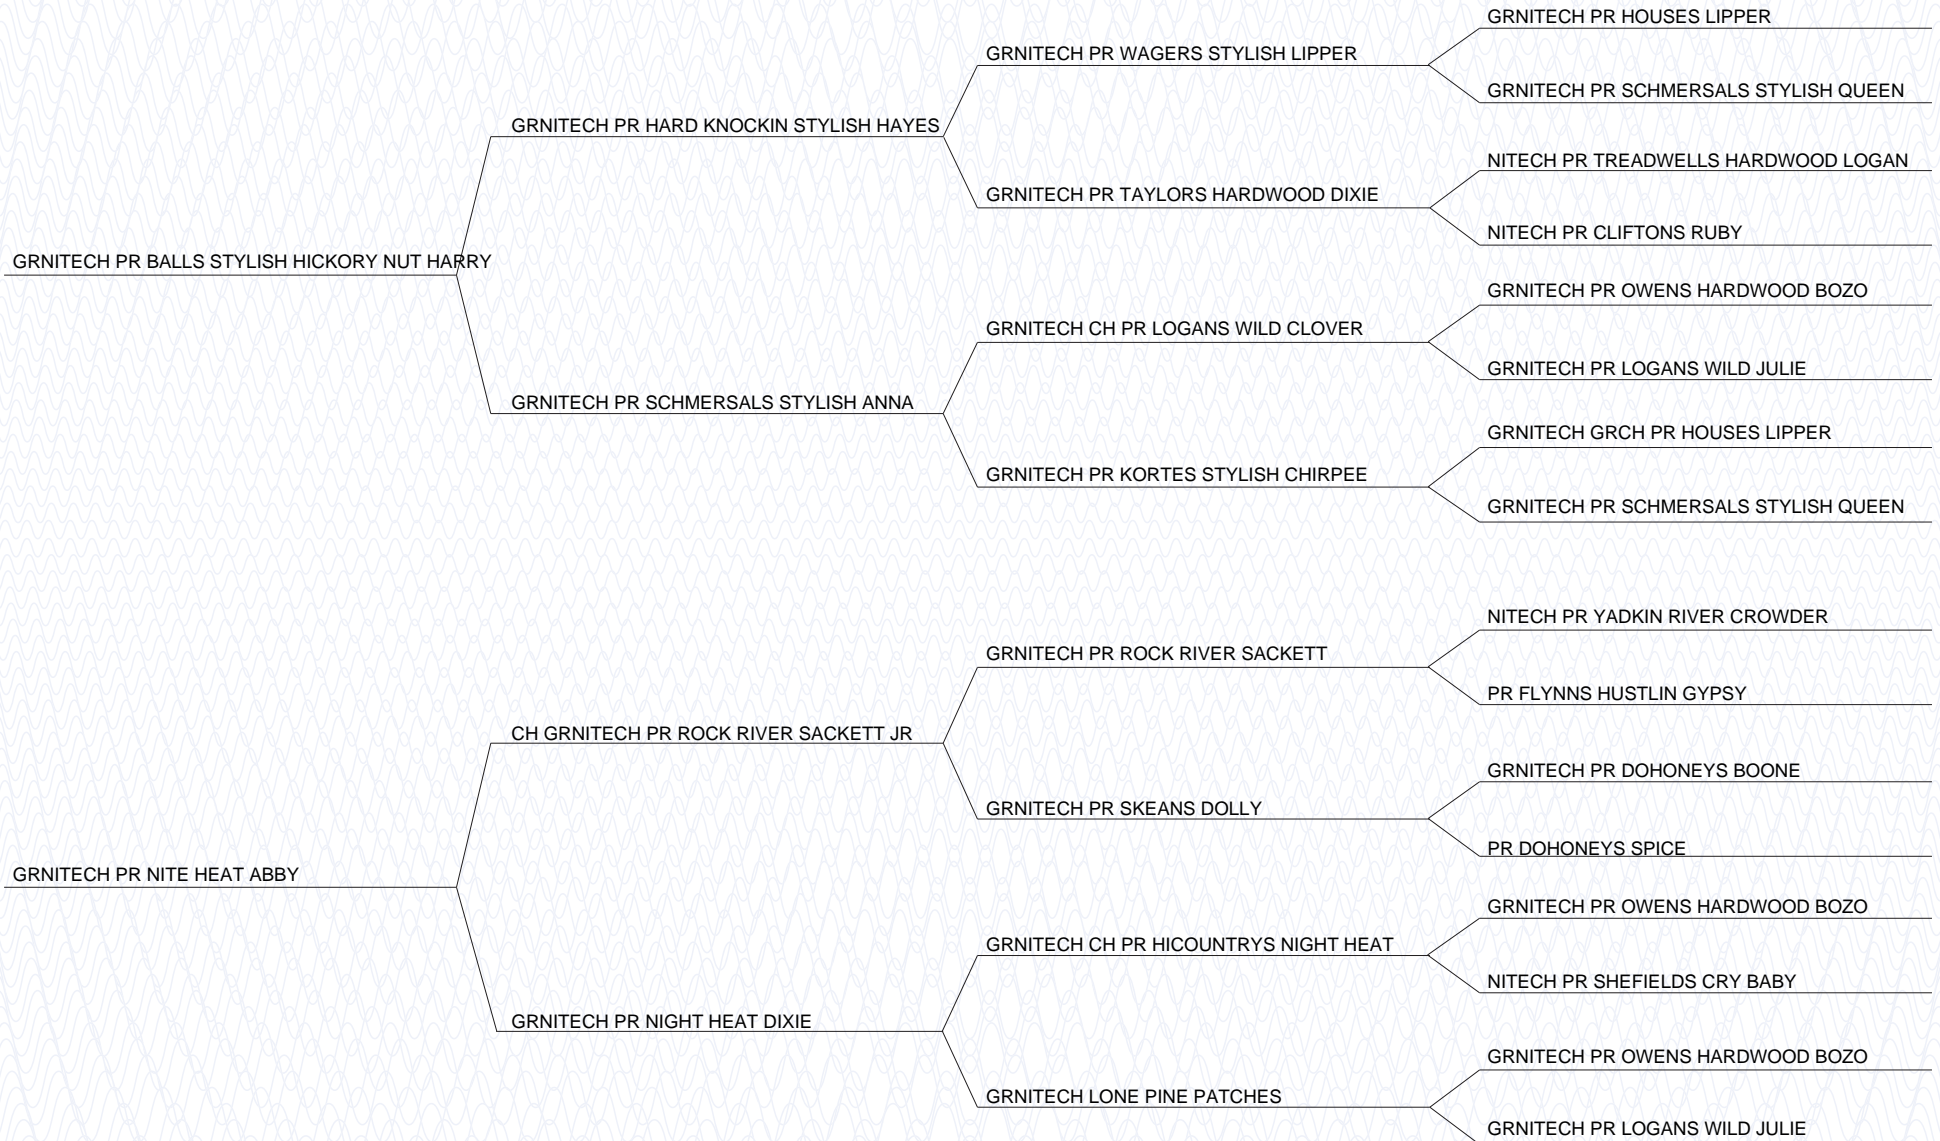 GRNITECH PR HOUSES LIPPER
GRNITECH PR WAGERS STYLISH LIPPER
GRNITECH PR SCHMERSALS STYLISH QUEEN
GRNITECH PR HARD KNOCKIN STYLISH HAYES
NITECH PR TREADWELLS HARDWOOD LOGAN
GRNITECH PR TAYLORS HARDWOOD DIXIE
NITECH PR CLIFTONS RUBY
GRNITECH PR BALLS STYLISH HICKORY NUT HARRY
GRNITECH PR OWENS HARDWOOD BOZO
GRNITECH CH PR LOGANS WILD CLOVER
GRNITECH PR LOGANS WILD JULIE
GRNITECH PR SCHMERSALS STYLISH ANNA
GRNITECH GRCH PR HOUSES LIPPER
GRNITECH PR KORTES STYLISH CHIRPEE
GRNITECH PR SCHMERSALS STYLISH QUEEN
NITECH PR YADKIN RIVER CROWDER
GRNITECH PR ROCK RIVER SACKETT
PR FLYNNS HUSTLIN GYPSY
CH GRNITECH PR ROCK RIVER SACKETT JR
GRNITECH PR DOHONEYS BOONE
GRNITECH PR SKEANS DOLLY
PR DOHONEYS SPICE
GRNITECH PR NITE HEAT ABBY
GRNITECH PR OWENS HARDWOOD BOZO
GRNITECH CH PR HICOUNTRYS NIGHT HEAT
NITECH PR SHEFIELDS CRY BABY
GRNITECH PR NIGHT HEAT DIXIE
GRNITECH PR OWENS HARDWOOD BOZO
GRNITECH LONE PINE PATCHES
GRNITECH PR LOGANS WILD JULIE